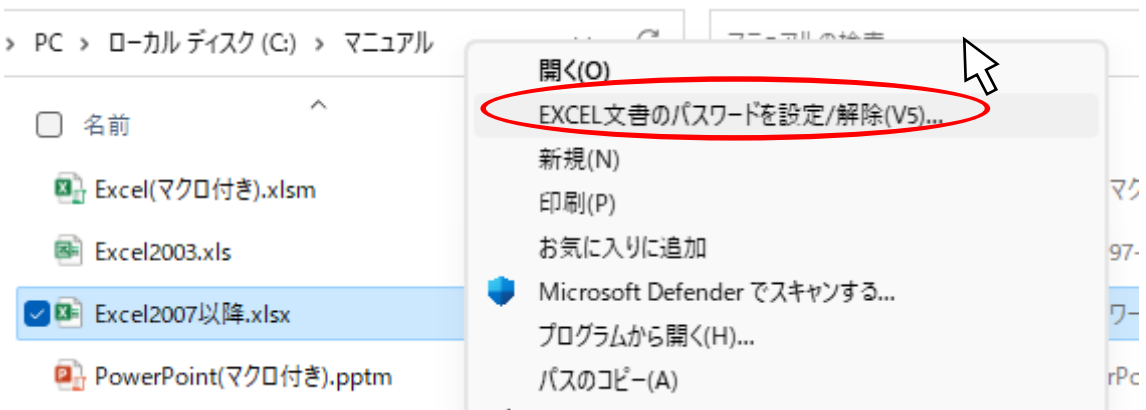 › PC › ローカル ディスク (C:) › マニュアル
開く(O)
EXCEL文書のパスワードを設定/解除(V5)...
名前
新規(N)
Excel(マクロ付き).xlsm
印刷(P)
Excel2003.xls
お気に入りに追加
97-
Excel2007以降.xlsx
Microsoft Defender でスキャンする...
プログラムから開く(H)...
PowerPoint(マクロ付き).pptm
パスのコピー(A)